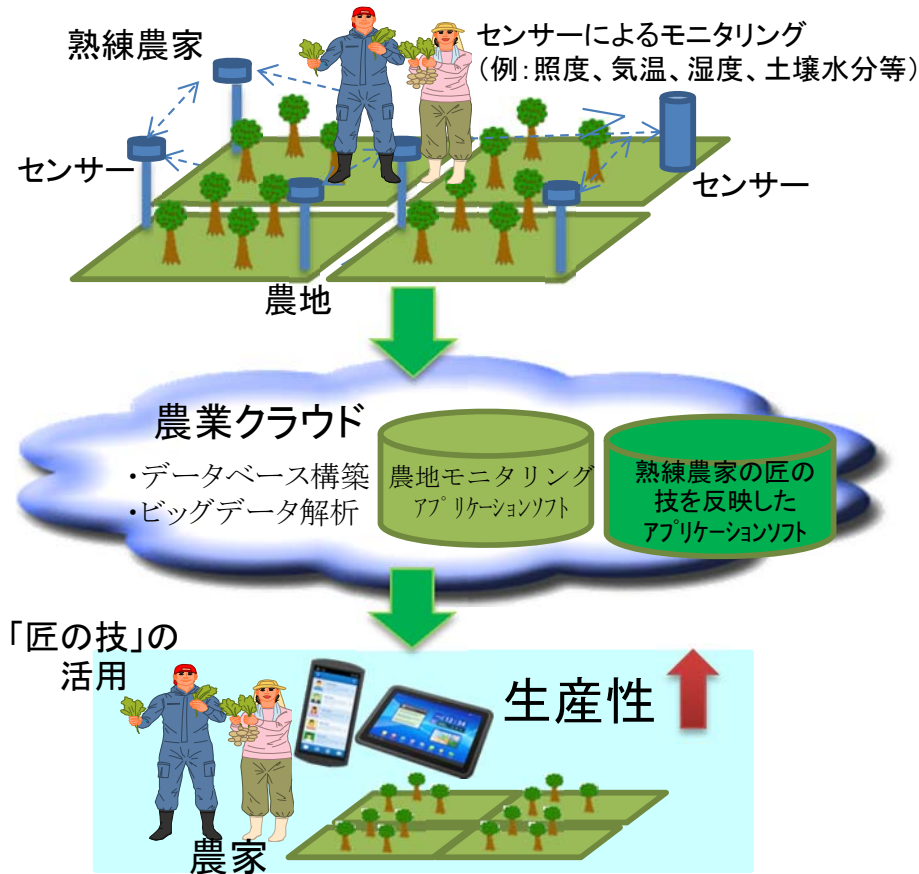 熟練農家
センサーによるモニタリング
(例:照度、気温、湿度、土壌水分等)
センサー
センサー
農地
農業クラウド
・データベース構築
・ビッグデータ解析
農地モニタリング
アプリケーションソフト
熟練農家の匠の
技を反映した
アプリケーションソフト
「匠の技」の
活用
生産性
農家